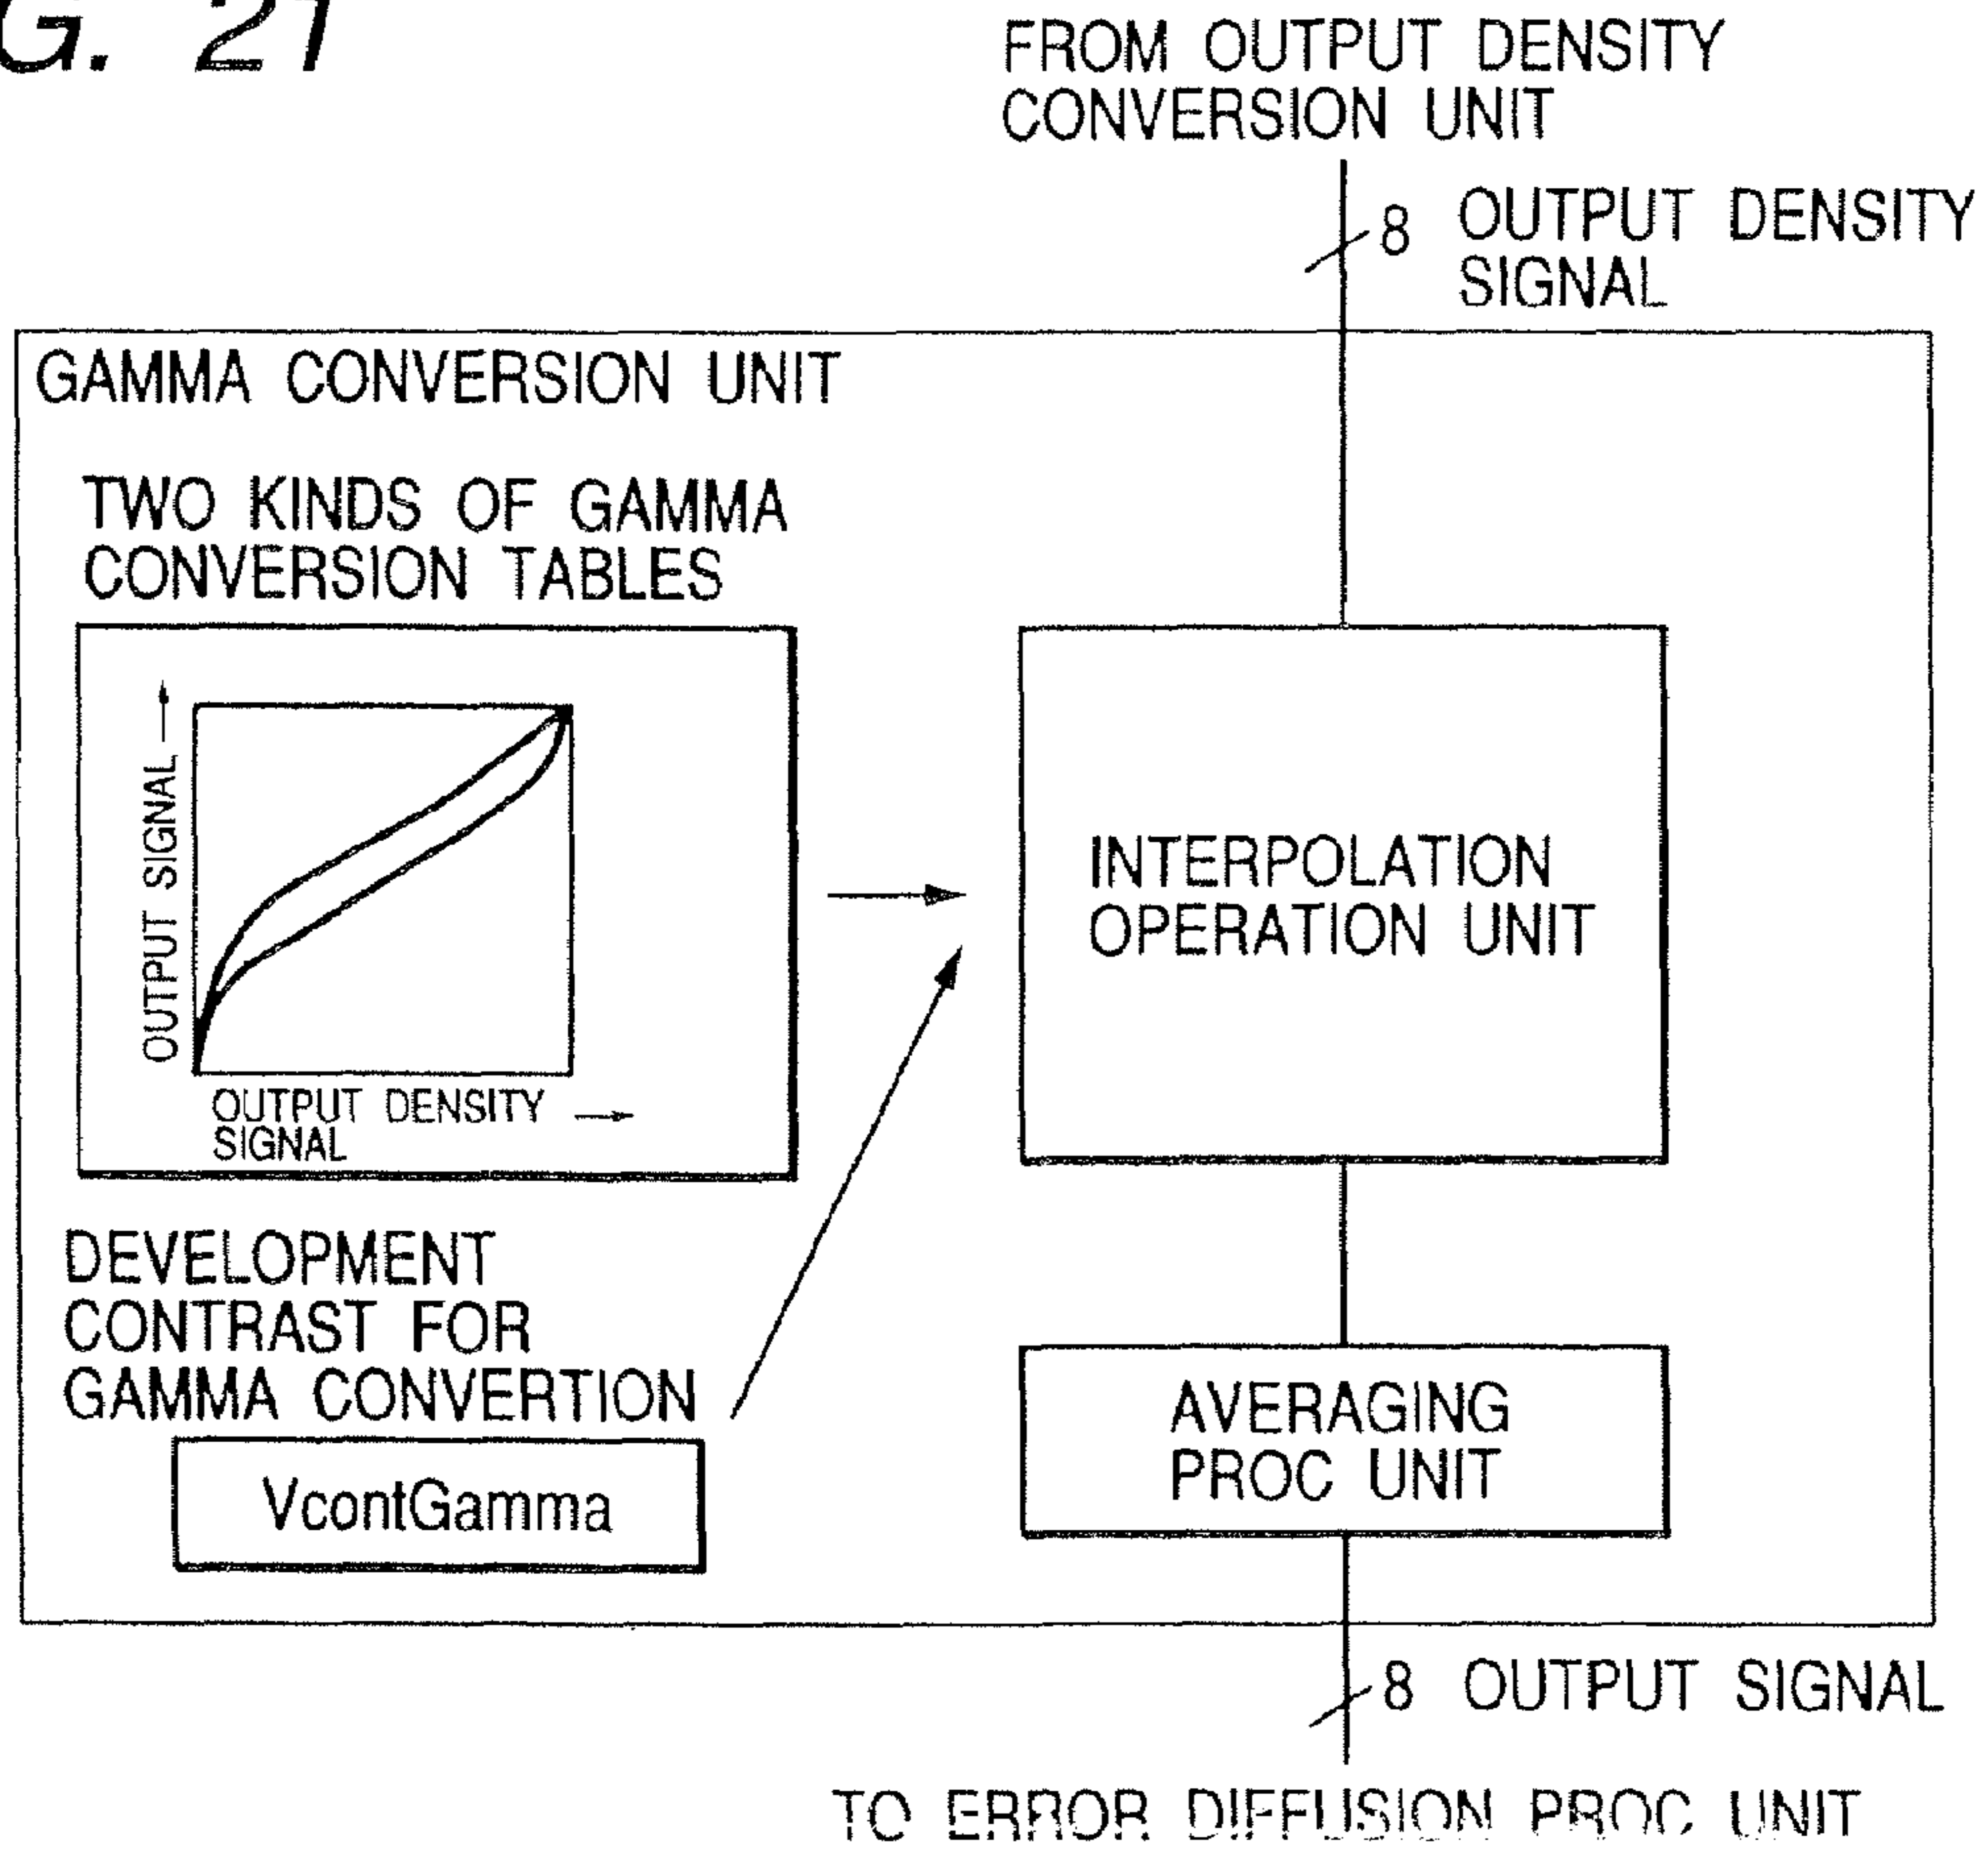 G. 21
FROM OUTPUT DENSITY
CONVERSION UNIT
8 OUTPUT DENSITY
SIGNAL
GAMMA CONVERSION UNIT
TWO KINDS OF GAMMA
CONVERSION TABLES
OUTPUT SIGNAL
OUTPUT DENSITY
SIGNAL
INTERPOLATION
OPERATION UNIT
DEVELOPMENT
CONTRAST FOR
GAMMA CONVERTION
VcontGamma
AVERAGING
PROC UNIT
8 OUTPUT SIGNAL
TO ERROR DIFFUSION PROC UNIT